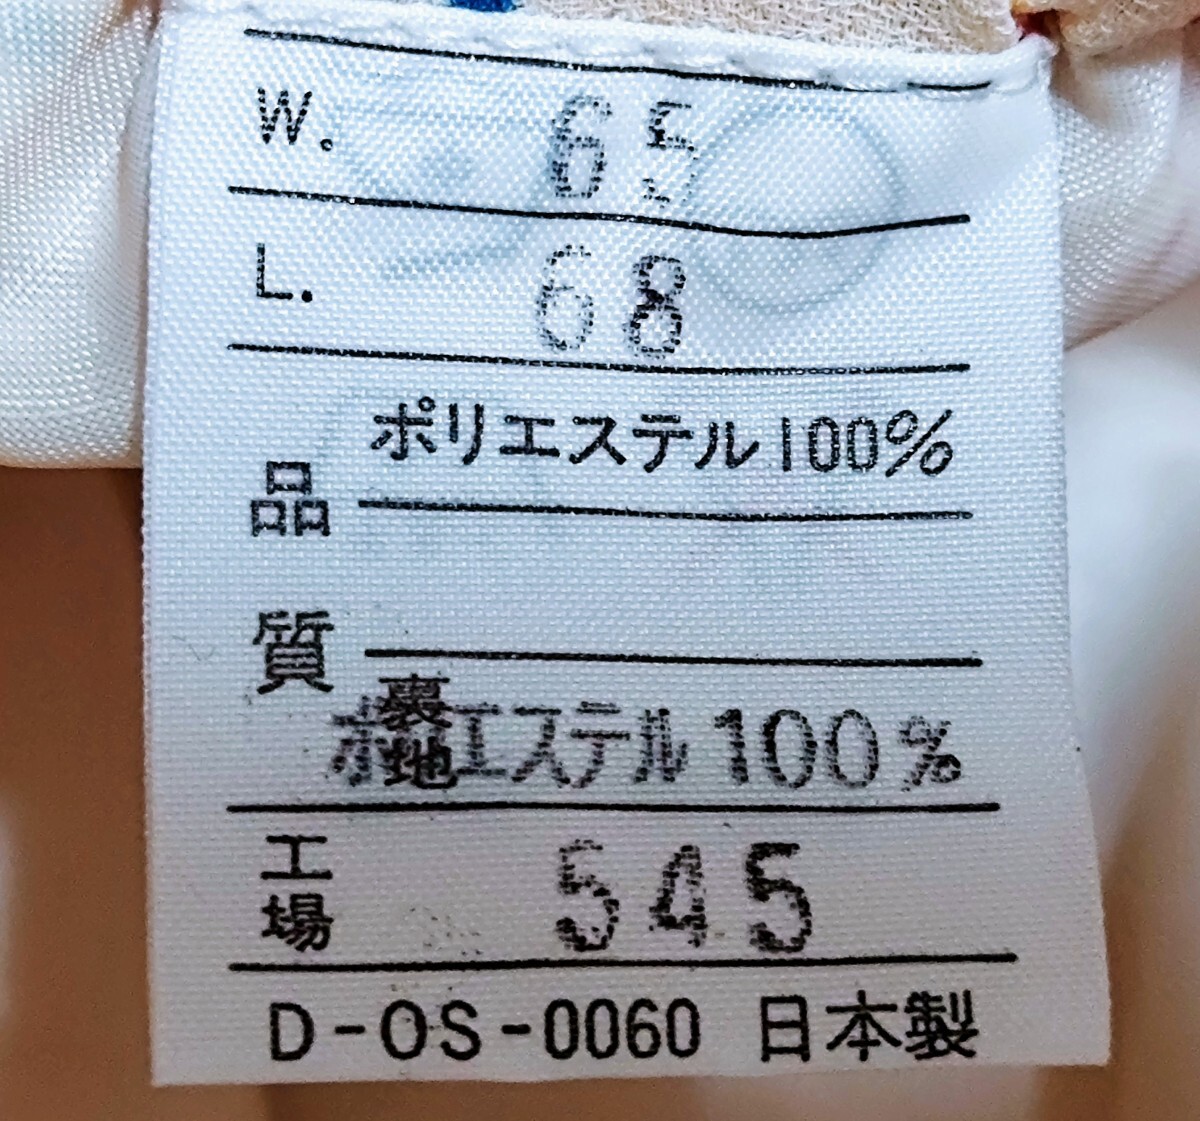 W. 65
L. 68
品質
ポリエステル100%
裏地
ポリエステル100%
工場 545
D-OS-0060 日本製